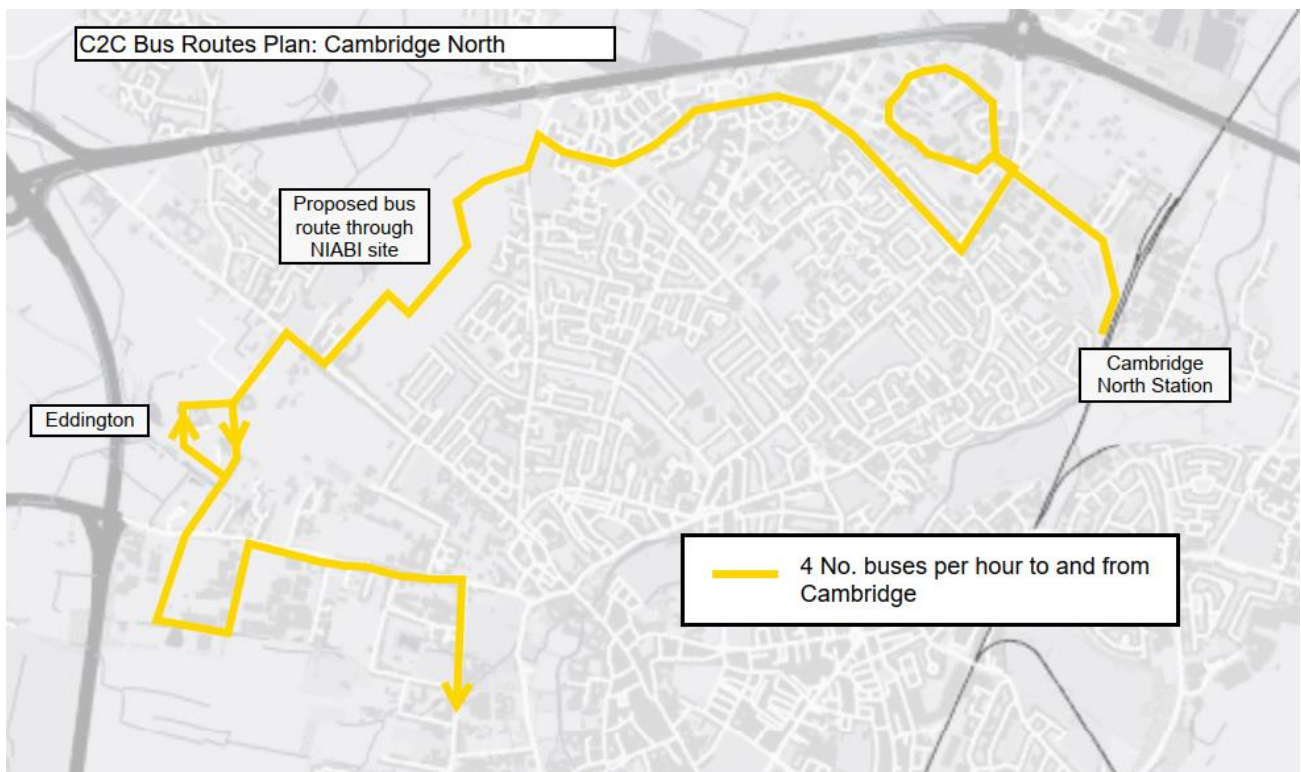 C2C Bus Routes Plan: Cambridge North
Proposed bus
route through
NIABI site
Eddington
Cambridge
North Station
4 No. buses per hour to and from
Cambridge